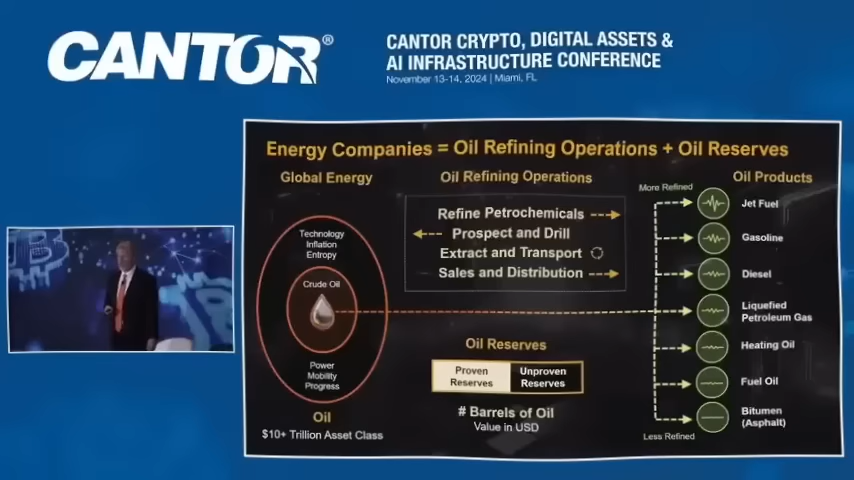 CANTOR®
CANTOR CRYPTO, DIGITAL ASSETS &
AI INFRASTRUCTURE CONFERENCE
November 13-14, 2024 | Miami, FL
Energy Companies = Oil Refining Operations + Oil Reserves
Global Energy
Technology
Inflation
Entropy
Crude Oil
Power
Mobility
Progress
Oil
$10+ Trillion Asset Class
Oil Refining Operations
Refine Petrochemicals
Prospect and Drill
Extract and Transport
Sales and Distribution
Oil Reserves
Proven
Reserves
Unproven
Reserves
# Barrels of Oil
Value in USD
Oil Products
More Refined
Jet Fuel
Gasoline
Diesel
Liquefied
Petroleum Gas
Heating Oil
Fuel Oil
Bitumen
(Asphalt)
Less Refined